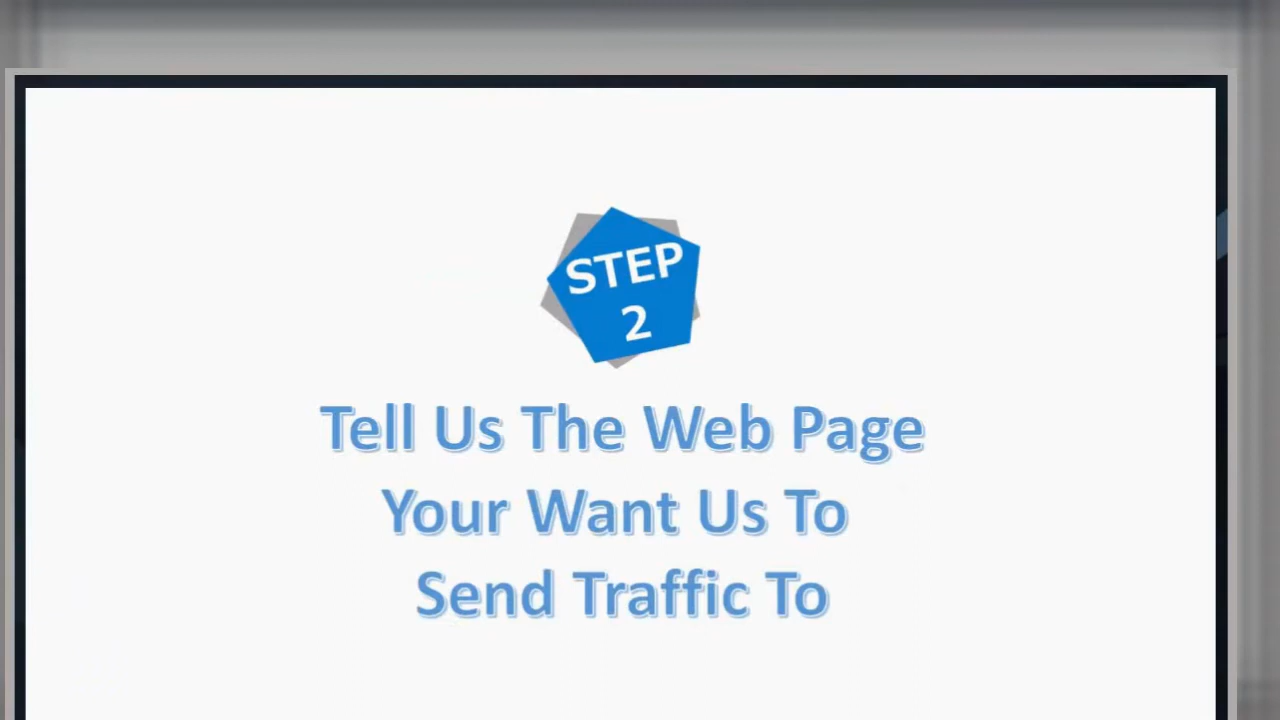 STEP
2
Tell Us The Web Page
Your Want Us To
Send Traffic To